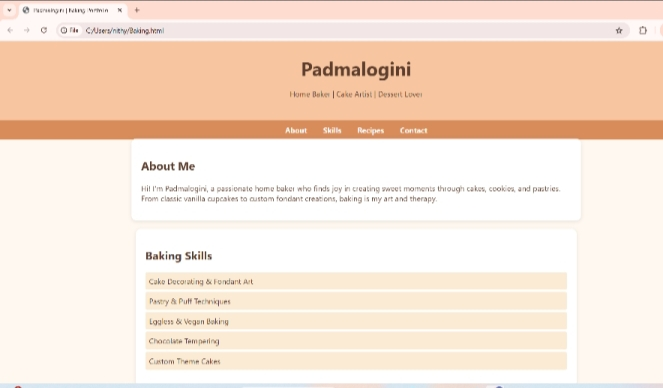 Padmalogini | Baking Portfolio
File C:/Users/nithy/Baking.html
Padmalogini
Home Baker | Cake Artist | Dessert Lover
About Skills Recipes Contact
About Me
Hi! I'm Padmalogini, a passionate home baker who finds joy in creating sweet moments through cakes, cookies, and pastries.
From classic vanilla cupcakes to custom fondant creations, baking is my art and therapy.
Baking Skills
Cake Decorating & Fondant Art
Pastry & Puff Techniques
Eggless & Vegan Baking
Chocolate Tempering
Custom Theme Cakes